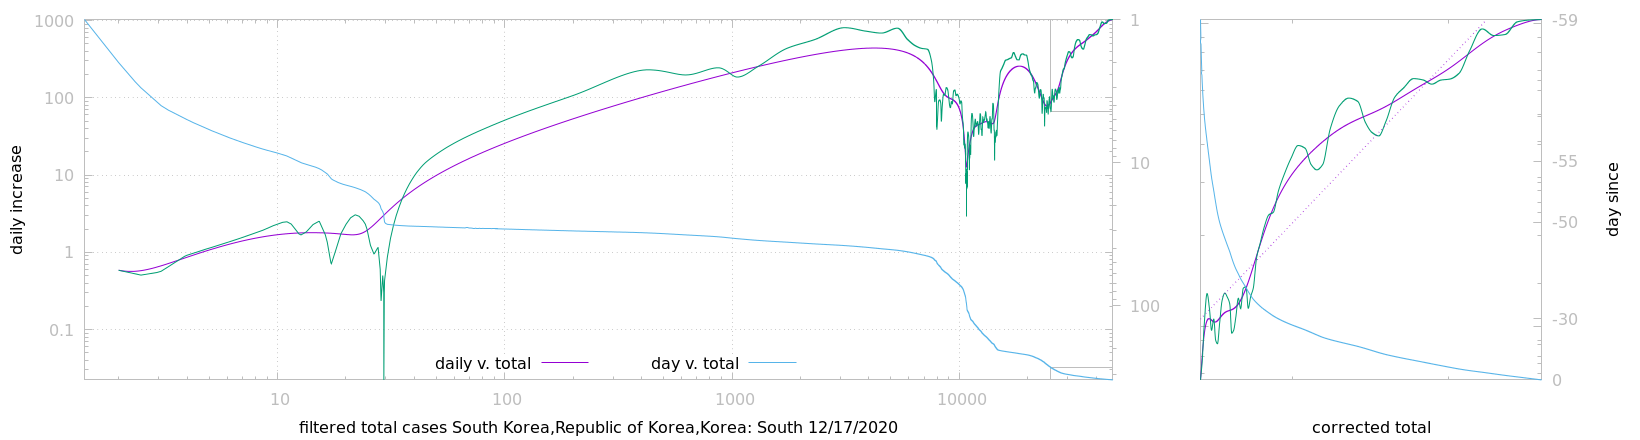 1000
100
10
1
0.1
daily increase
10
100
1000
10000
1
10
100
daily v. total
day v. total
filtered total cases South Korea,Republic of Korea,Korea: South 12/17/2020
-59
-55
-50
-30
0
day since
corrected total